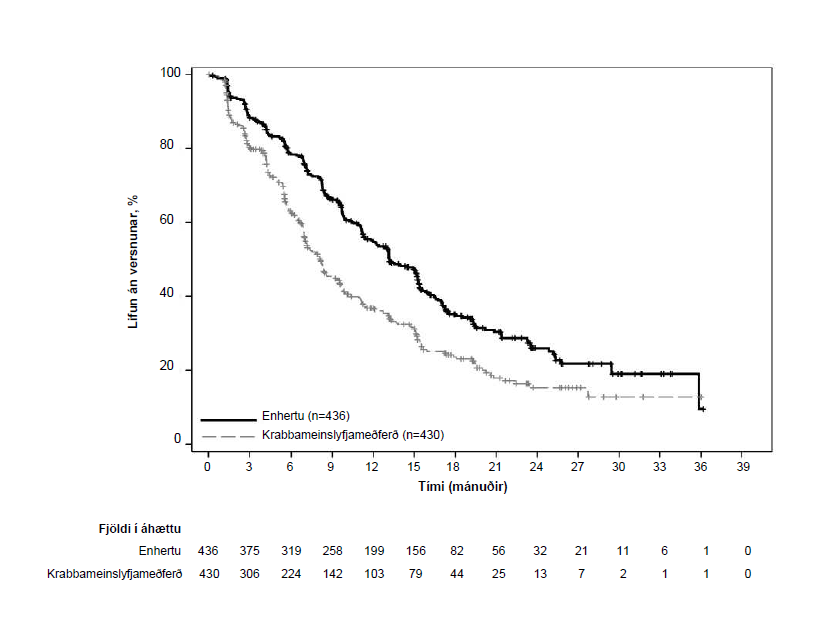 100
80
60
40
20
0
Lifun án versnunar, %
Enhertu (n=436)
Krabbameinslyfjameðferð (n=430)
0 3 6 9 12 15 18 21 24 27 30 33 36 39
Tími (mánuðir)
Fjöldi í áhættu
Enhertu 436 375 319 258 199 156 82 56 32 21 11 6 1 0
Krabbameinslyfjameðferð 430 306 224 142 103 79 44 25 13 7 2 1 1 0